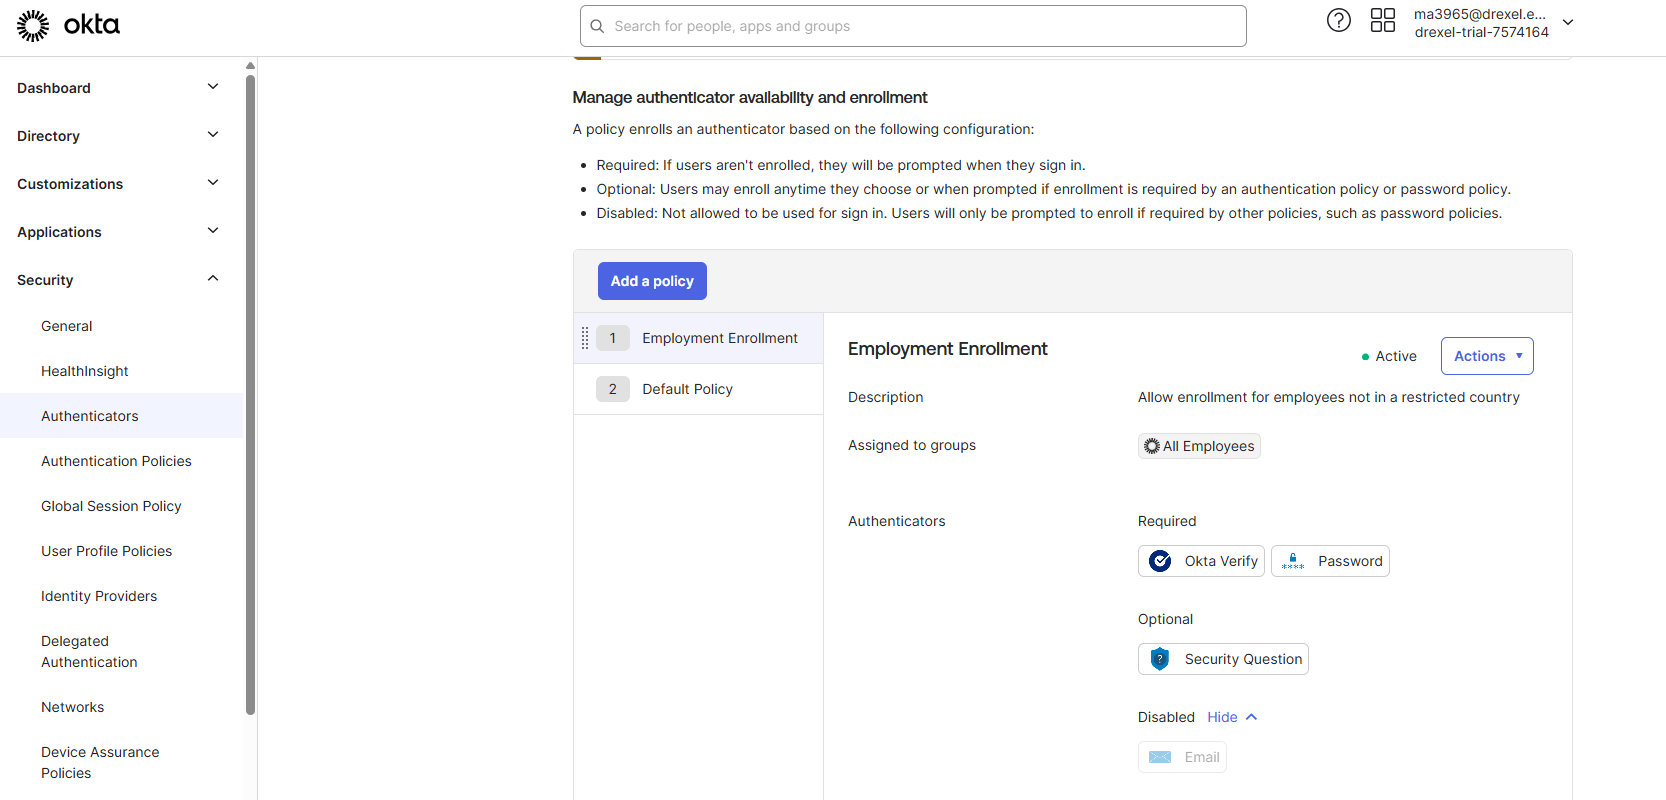 okta
Search for people, apps and groups
ma3965@drexel.e...
drexel-trial-7574164
Dashboard
Directory
Customizations
Applications
Security
General
HealthInsight
Authenticators
Authentication Policies
Global Session Policy
User Profile Policies
Identity Providers
Delegated
Authentication
Networks
Device Assurance
Policies
Manage authenticator availability and enrollment
A policy enrolls an authenticator based on the following configuration:
Required: If users aren't enrolled, they will be prompted when they sign in.
Optional: Users may enroll anytime they choose or when prompted if enrollment is required by an authentication policy or password policy.
Disabled: Not allowed to be used for sign in. Users will only be prompted to enroll if required by other policies, such as password policies.
Add a policy
1 Employment Enrollment
2 Default Policy
Employment Enrollment
Active
Actions
Description
Allow enrollment for employees not in a restricted country
Assigned to groups
All Employees
Authenticators
Required
Okta Verify
**** Password
Optional
? Security Question
Disabled Hide
Email